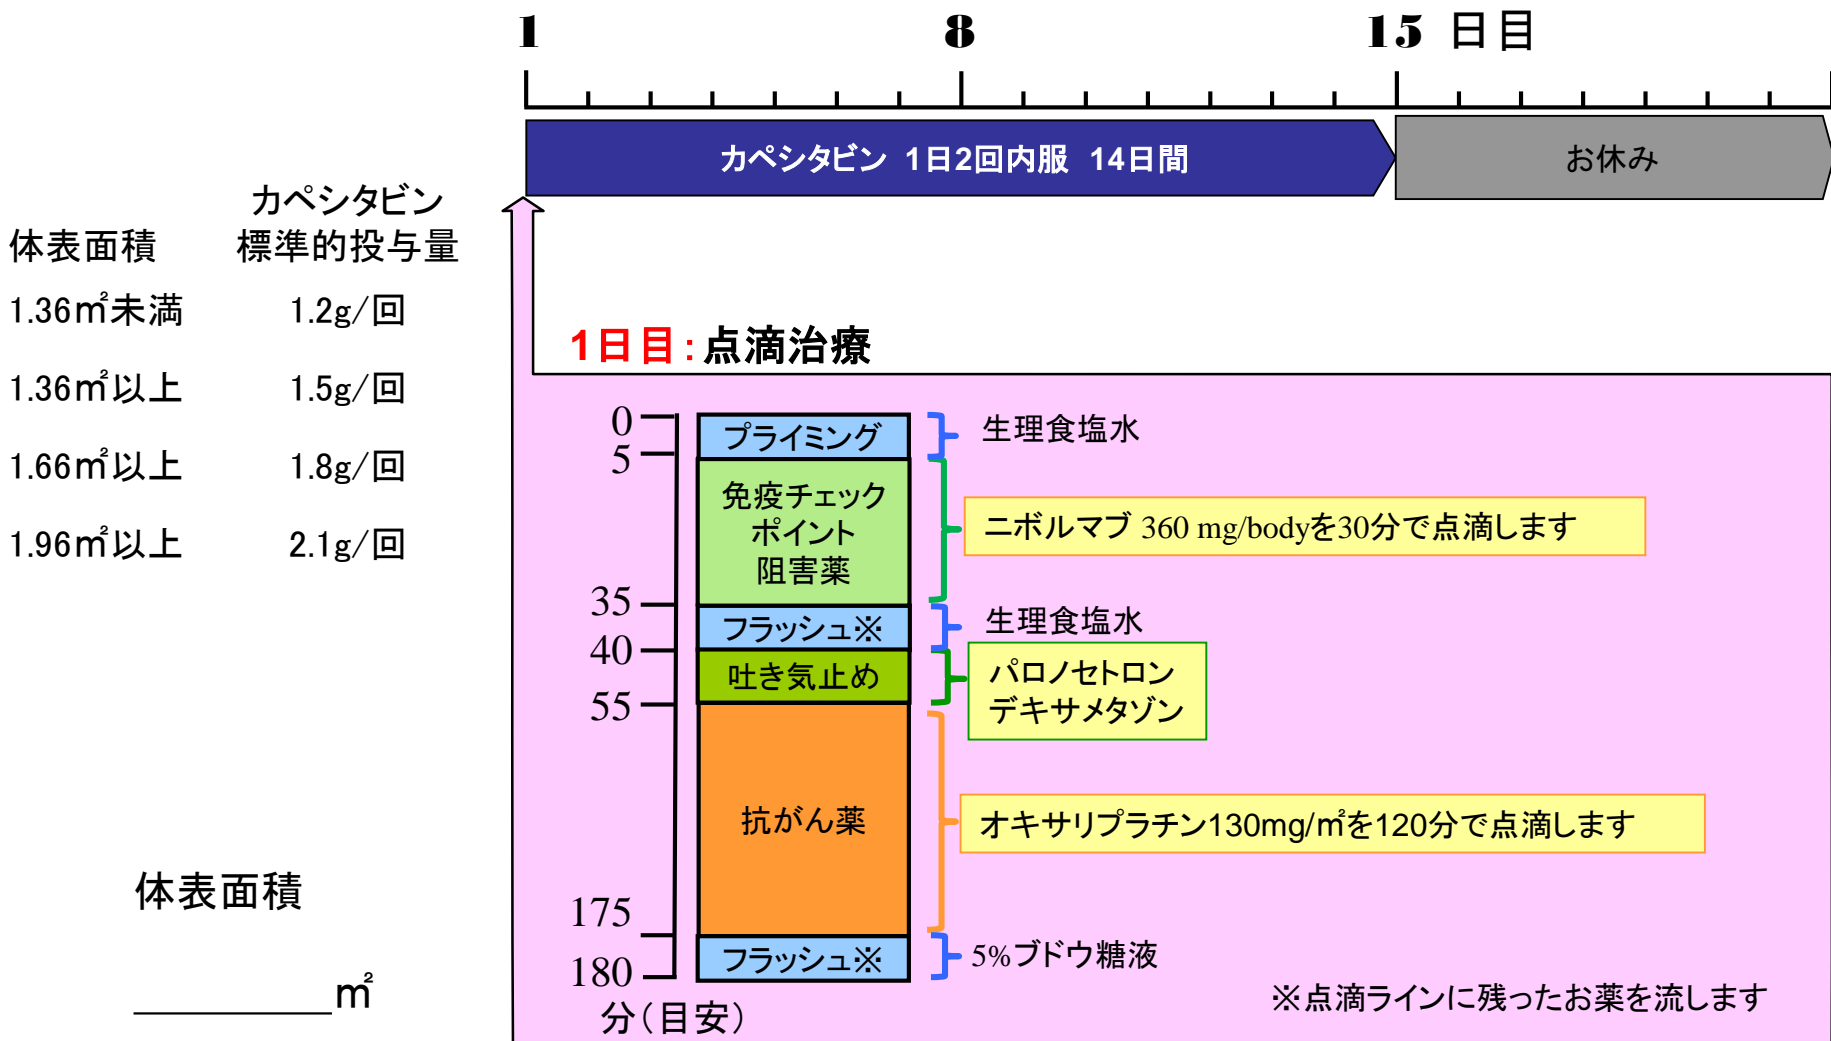 1 8 15 日目
カペシタビン 1日2回内服 14日間
お休み
カペシタビン
体表面積 標準的投与量
1.36㎡未満 1.2g/回
1.36㎡以上 1.5g/回
1.66㎡以上 1.8g/回
1.96㎡以上 2.1g/回
体表面積
㎡
1日目：点滴治療
0
プライミング
生理食塩水
5
免疫チェック
ポイント
阻害薬
ニボルマブ 360 mg/bodyを30分で点滴します
35
フラッシュ※
生理食塩水
40
吐き気止め
パロノセトロン
デキサメタゾン
55
抗がん薬
オキサリプラチン130mg/㎡を120分で点滴します
175
フラッシュ※
5%ブドウ糖液
180
分（目安）
※点滴ラインに残ったお薬を流します